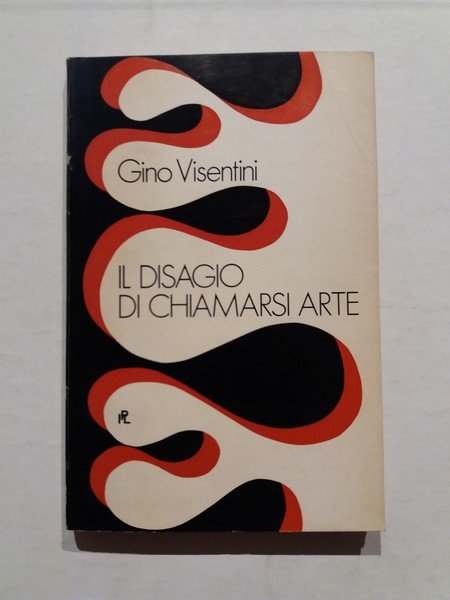 Gino Visentini
IL DISAGIO
DI CHIAMARSI ARTE